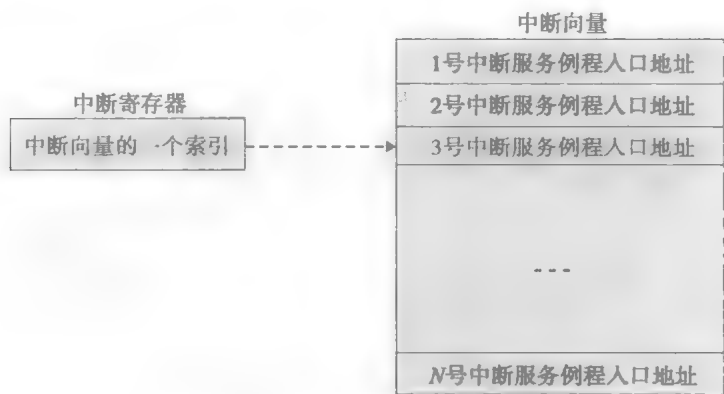 中断向量
1号中断服务例程入口地址
2号中断服务例程入口地址
中断寄存器
中断向量的一个索引
3号中断服务例程入口地址
...
N号中断服务例程入口地址